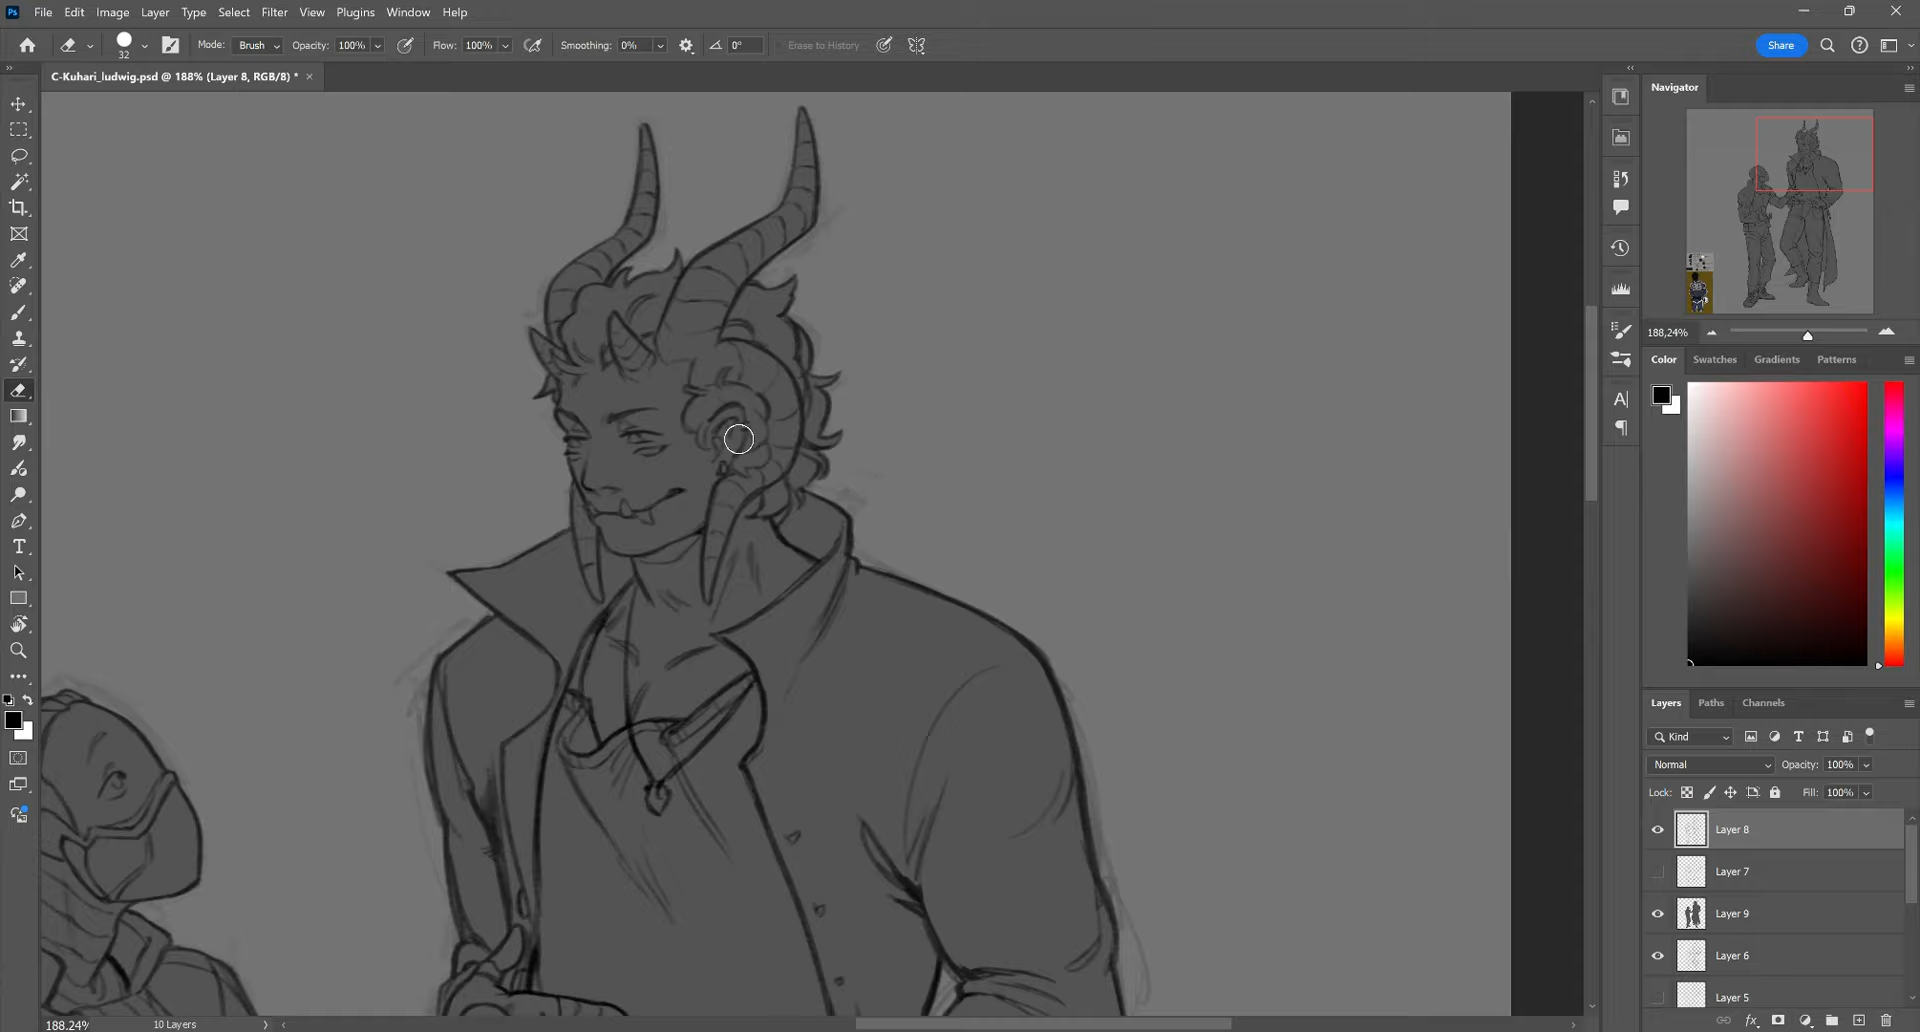 Ps File Edit Image Layer Type Select Filter View Plugins Window Help
32 Mode: Brush Opacity: 100% Flow: 100% Smoothing: 0% 0° Erase to History Share
C-Kuhari_ludwig.psd @ 188% (Layer 8, RGB/8) *
Navigator
188,24%
Color Swatches Gradients Patterns
Layers Paths Channels
Kind
Normal Opacity: 100%
Lock: Fill: 100%
Layer 8
Layer 7
Layer 9
Layer 6
Layer 5
188.24% 10 Layers